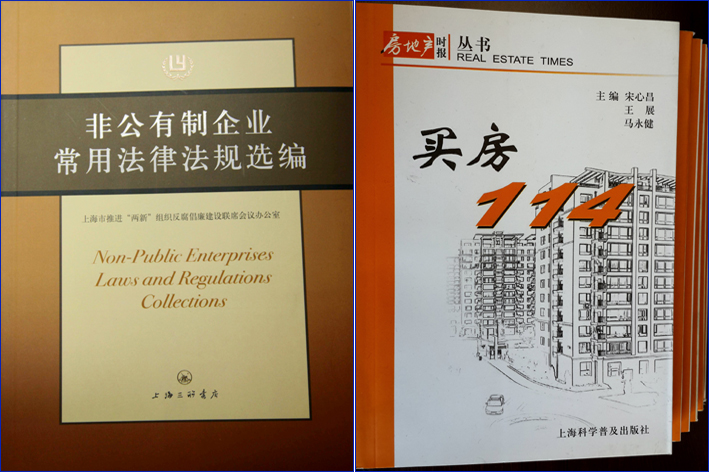 非公有制企业
常用法律法规选编
上海市推进“两新”组织反腐倡廉建设联席会议办公室
Non-Public Enterprises
Laws and Regulations
Collections
上海三联书店
房地产时报
丛书
REAL ESTATE TIMES
主编 宋心昌
王展
马永健
买房
114
上海科学普及出版社